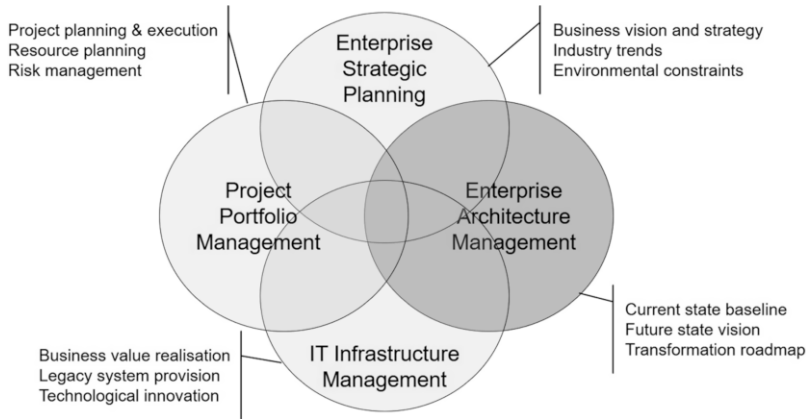 Project planning & execution
Resource planning
Risk management
Enterprise
Strategic
Planning
Business vision and strategy
Industry trends
Environmental constraints
Project
Portfolio
Management
Enterprise
Architecture
Management
Business value realisation
Legacy system provision
Technological innovation
IT Infrastructure
Management
Current state baseline
Future state vision
Transformation roadmap